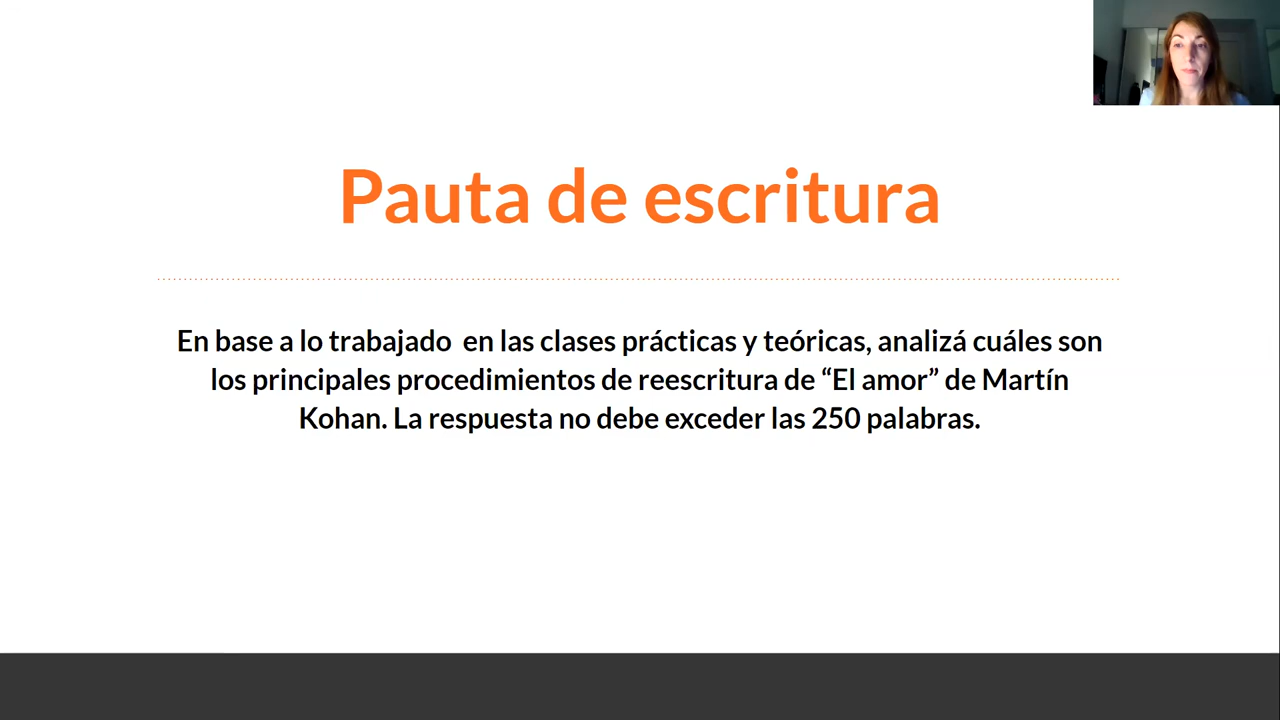 Pauta de escritura
En base a lo trabajado  en las clases prácticas y teóricas, analizá cuáles son
los principales procedimientos de reescritura de “El amor” de Martín
Kohan. La respuesta no debe exceder las 250 palabras.